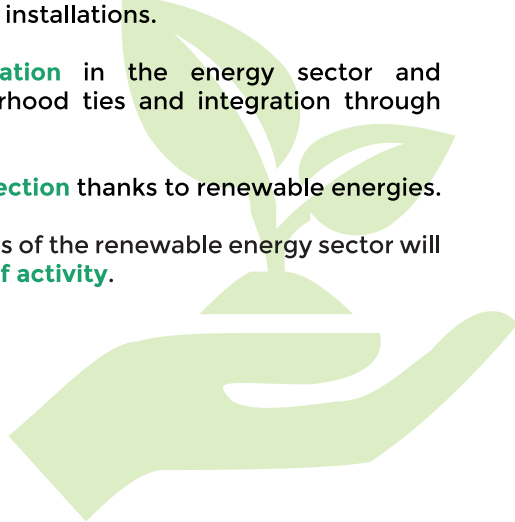 installations.
ation in the energy sector and
rhood ties and integration through
ection thanks to renewable energies.
s of the renewable energy sector will
f activity.